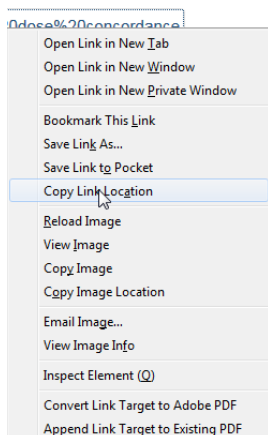 0dose%20concordance
Open Link in New Tab
Open Link in New Window
Open Link in New Private Window
Bookmark This Link
Save Link As...
Save Link to Pocket
Copy Link Location
Reload Image
View Image
Copy Image
Copy Image Location
Email Image...
View Image Info
Inspect Element (Q)
Convert Link Target to Adobe PDF
Append Link Target to Existing PDF